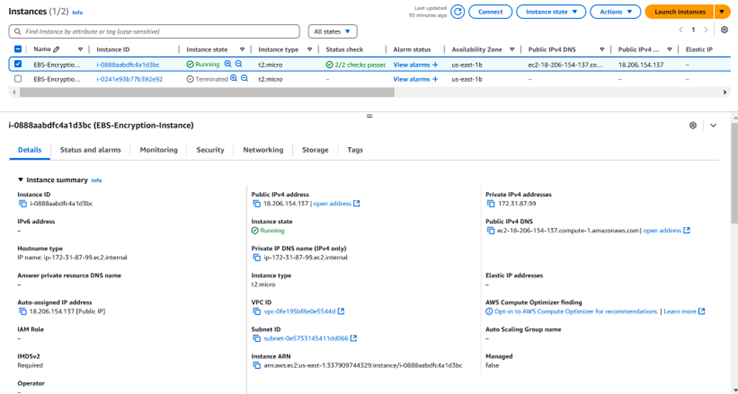 Instances (1/2) Info
Last updated
10 minutes ago
Connect
Instance state
Actions
Launch instances
Find Instance by attribute or tag (case-sensitive)
All states
1
Name
Instance ID
Instance state
Instance type
Status check
Alarm status
Availability Zone
Public IPv4 DNS
Public IPv4 ...
Elastic IP
EBS-Encryptio... i-0888aabdfc4a1d3bc Running t2.micro 2/2 checks passec View alarms + us-east-1b ec2-18-206-154-137.co... 18.206.154.137 –
EBS-Encryptio... i-0241e93b77b392e92 Terminated t2.micro – View alarms + us-east-1b – – –
i-0888aabdfc4a1d3bc (EBS-Encryption-Instance)
Details
Status and alarms
Monitoring
Security
Networking
Storage
Tags
Instance summary Info
Instance ID
i-0888aabdfc4a1d3bc
Public IPv4 address
18.206.154.137 | open address
Private IPv4 addresses
172.31.87.99
IPv6 address
–
Instance state
Running
Public IPv4 DNS
ec2-18-206-154-137.compute-1.amazonaws.com | open address
Hostname type
IP name: ip-172-31-87-99.ec2.internal
Private IP DNS name (IPv4 only)
ip-172-31-87-99.ec2.internal
Answer private resource DNS name
–
Instance type
t2.micro
Elastic IP addresses
–
Auto-assigned IP address
18.206.154.137 [Public IP]
VPC ID
vpc-0fe195bf8e0e5544d
AWS Compute Optimizer finding
Opt-in to AWS Compute Optimizer for recommendations. | Learn more
IAM Role
–
Subnet ID
subnet-0e5753145411dd066
Auto Scaling Group name
–
IMDSv2
Required
Instance ARN
arn:aws:ec2:us-east-1:337909744329:instance/i-0888aabdfc4a1d3bc
Managed
false
Operator
–